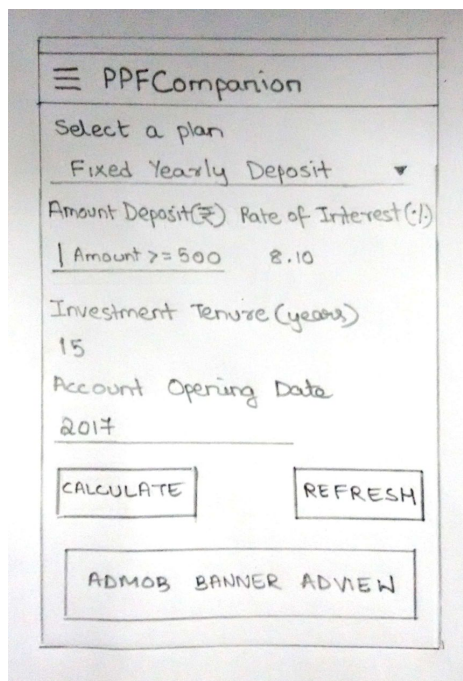 PPFCompanion
Select a plan
Fixed Yearly Deposit
Amount Deposit(₹) Rate of Interest(%)
Amount >= 500 8.10
Investment Tenure (years)
15
Account Opening Date
2017
CALCULATE REFRESH
ADMOB BANNER ADVIEW